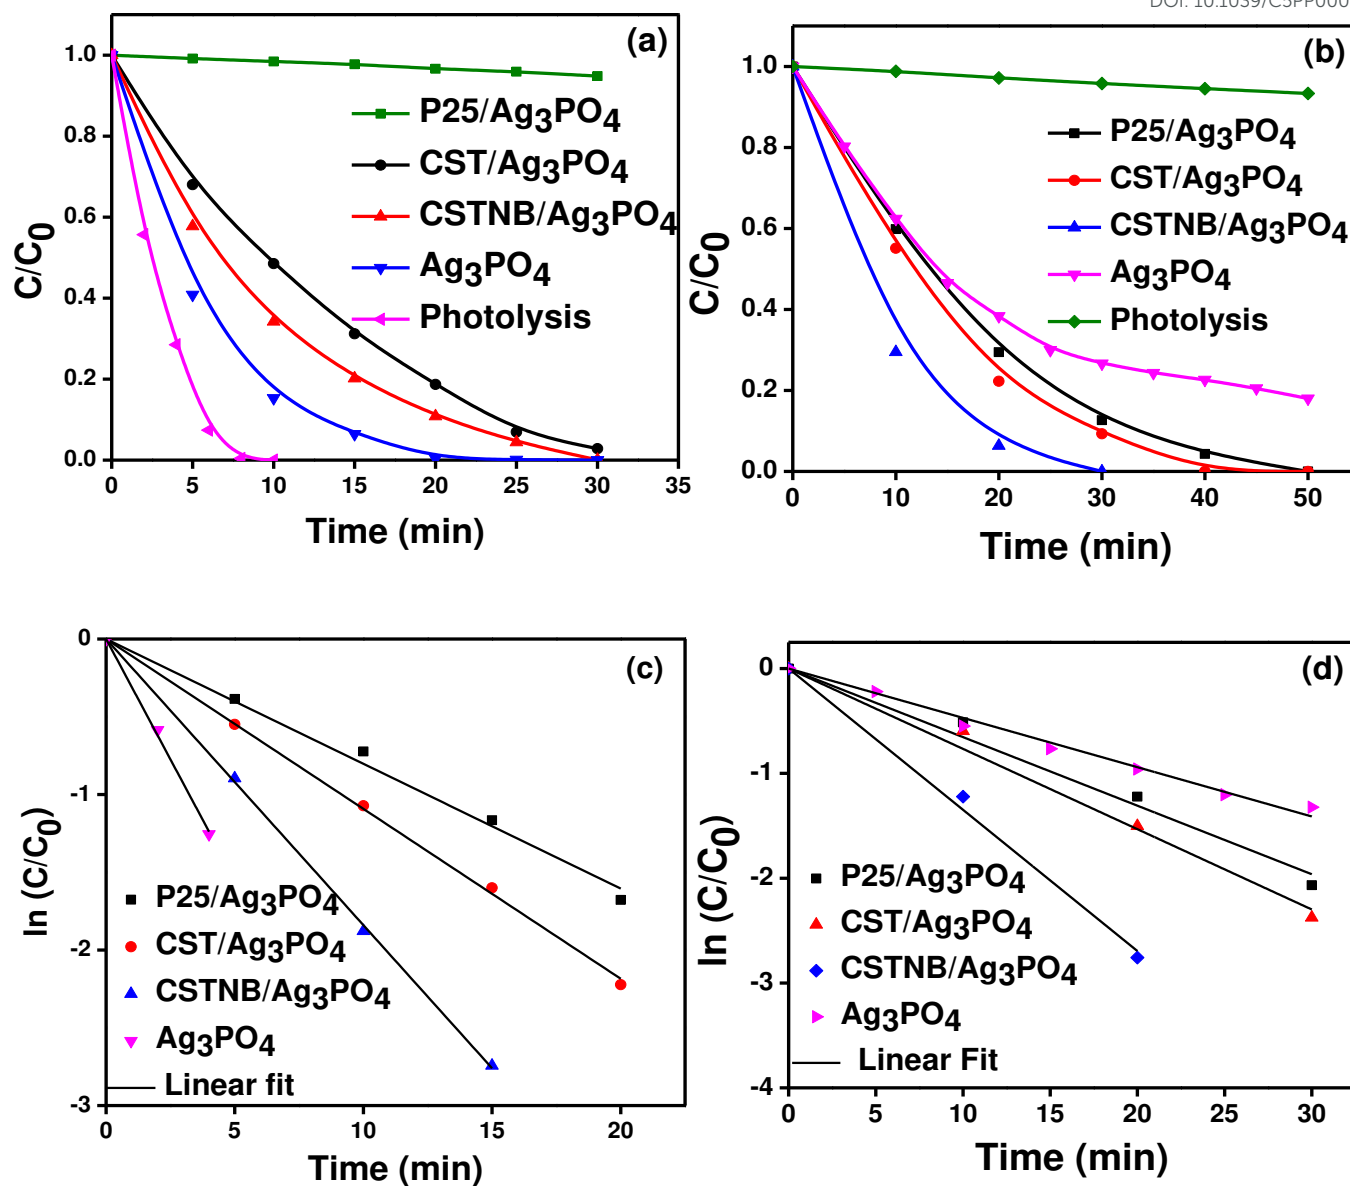 DOI: 10.1039/C5PP000
(a)
1.0
0.8
0.6
0.4
0.2
0.0
C/C0
P25/Ag3PO4
CST/Ag3PO4
CSTNB/Ag3PO4
Ag3PO4
Photolysis
0 5 10 15 20 25 30 35
Time (min)
(b)
1.0
0.8
0.6
0.4
0.2
0.0
C/C0
P25/Ag3PO4
CST/Ag3PO4
CSTNB/Ag3PO4
Ag3PO4
Photolysis
0 10 20 30 40 50
Time (min)
(c)
0
-1
-2
-3
ln (C/C0)
P25/Ag3PO4
CST/Ag3PO4
CSTNB/Ag3PO4
Ag3PO4
Linear fit
0 5 10 15 20
Time (min)
(d)
0
-1
-2
-3
-4
ln (C/C0)
P25/Ag3PO4
CST/Ag3PO4
CSTNB/Ag3PO4
Ag3PO4
Linear Fit
0 5 10 15 20 25 30
Time (min)